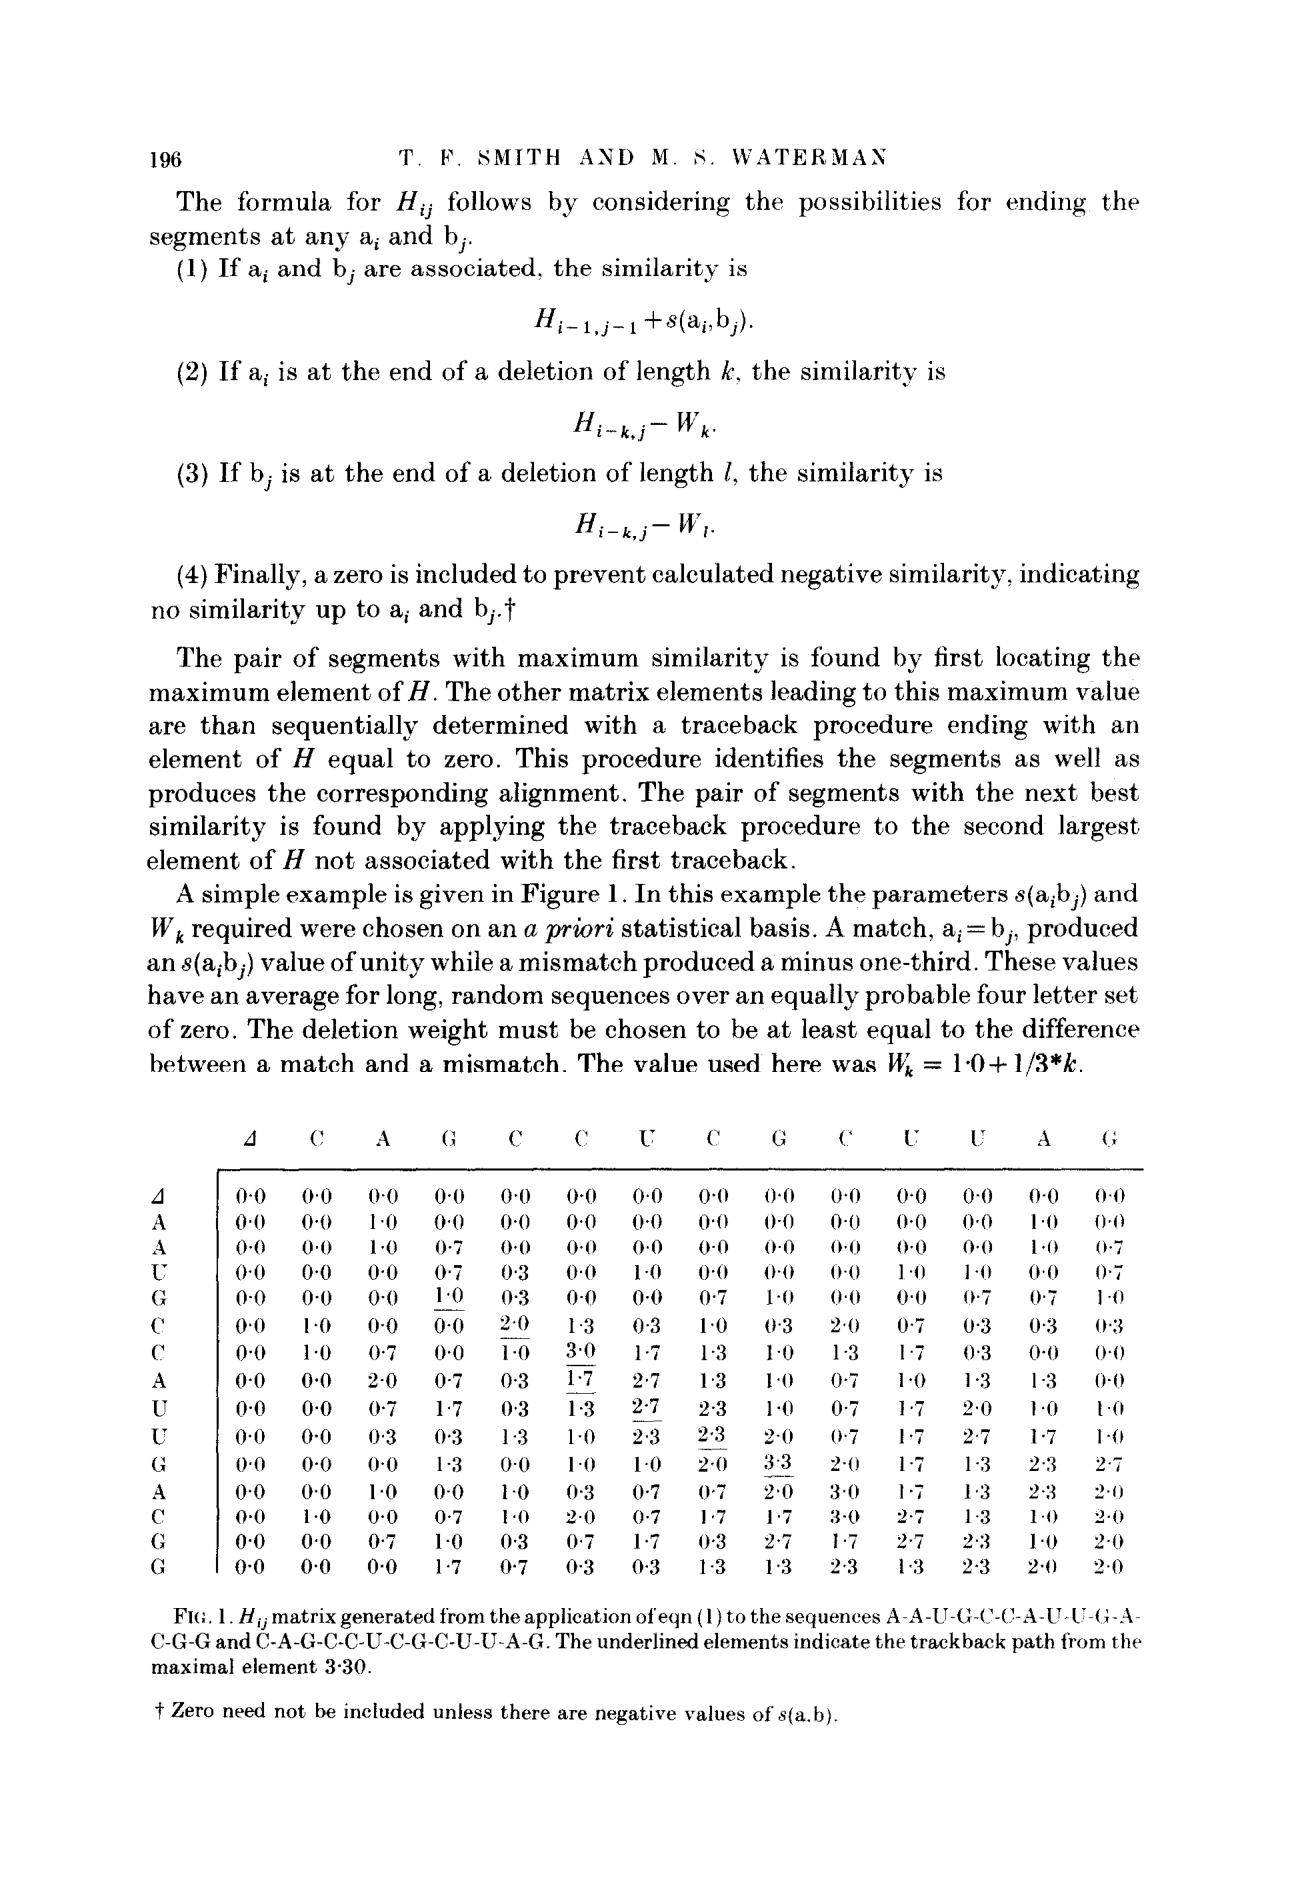 196 T. F. SMITH AND M. S. WATERMAN
The formula for Hij follows by considering the possibilities for ending the
segments at any ai and bj.
(1) If ai and bj are associated, the similarity is
Hi−1,j−1+s(ai,bj).
(2) If ai is at the end of a deletion of length k, the similarity is
Hi−k,j− Wk.
(3) If bj is at the end of a deletion of length l, the similarity is
Hi−k,j− Wl.
(4) Finally, a zero is included to prevent calculated negative similarity, indicating
no similarity up to ai and bj.†
The pair of segments with maximum similarity is found by first locating the
maximum element of H. The other matrix elements leading to this maximum value
are than sequentially determined with a traceback procedure ending with an
element of H equal to zero. This procedure identifies the segments as well as
produces the corresponding alignment. The pair of segments with the next best
similarity is found by applying the traceback procedure to the second largest
element of H not associated with the first traceback.
A simple example is given in Figure 1. In this example the parameters s(aibj) and
Wk required were chosen on an a priori statistical basis. A match, ai = bj, produced
an s(aibj) value of unity while a mismatch produced a minus one-third. These values
have an average for long, random sequences over an equally probable four letter set
of zero. The deletion weight must be chosen to be at least equal to the difference
between a match and a mismatch. The value used here was Wk = 1·0+1/3*k.
Δ C A G C C U C G C U U A G
Δ 0·0 0·0 0·0 0·0 0·0 0·0 0·0 0·0 0·0 0·0 0·0 0·0 0·0 0·0
A 0·0 0·0 1·0 0·0 0·0 0·0 0·0 0·0 0·0 0·0 0·0 0·0 1·0 0·0
A 0·0 0·0 1·0 0·7 0·0 0·0 0·0 0·0 0·0 0·0 0·0 0·0 1·0 0·7
U 0·0 0·0 0·0 0·7 0·3 0·0 1·0 0·0 0·0 0·0 1·0 1·0 0·0 0·7
G 0·0 0·0 0·0 1·0 0·3 0·0 0·0 0·7 1·0 0·0 0·0 0·7 0·7 1·0
C 0·0 1·0 0·0 0·0 2·0 1·3 0·3 1·0 0·3 2·0 0·7 0·3 0·3 0·3
C 0·0 1·0 0·7 0·0 1·0 3·0 1·7 1·3 1·0 1·3 1·7 0·3 0·0 0·0
A 0·0 0·0 2·0 0·7 0·3 1·7 2·7 1·3 1·0 0·7 1·0 1·3 1·3 0·0
U 0·0 0·0 0·7 1·7 0·3 1·3 2·7 2·3 1·0 0·7 1·7 2·0 1·0 1·0
U 0·0 0·0 0·3 0·3 1·3 1·0 2·3 2·3 2·0 0·7 1·7 2·7 1·7 1·0
G 0·0 0·0 0·0 1·3 0·0 1·0 1·0 2·0 3·3 2·0 1·7 1·3 2·3 2·7
A 0·0 0·0 1·0 0·0 1·0 0·3 0·7 0·7 2·0 3·0 1·7 1·3 2·3 2·0
C 0·0 1·0 0·0 0·7 1·0 2·0 0·7 1·7 1·7 3·0 2·7 1·3 1·0 2·0
G 0·0 0·0 0·7 1·0 0·3 0·7 1·7 0·3 2·7 1·7 2·7 2·3 1·0 2·0
G 0·0 0·0 0·0 1·7 0·7 0·3 0·3 1·3 1·3 2·3 1·3 2·3 2·0 2·0
FIG. 1. Hij matrix generated from the application of eqn (1) to the sequences A-A-U-G-C-C-A-U-U-G-A-
C-G-G and C-A-G-C-C-U-C-G-C-U-U-A-G. The underlined elements indicate the trackback path from the
maximal element 3·30.
† Zero need not be included unless there are negative values of s(a,b).